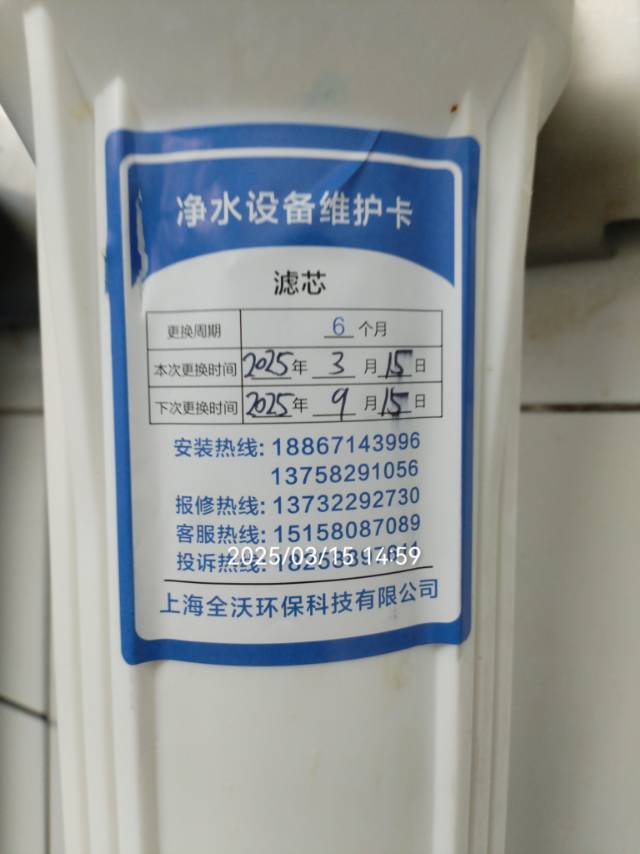 净水设备维护卡
滤芯
更换周期 6 个月
本次更换时间 2025年 3 月 15 日
下次更换时间 2025年 9 月 15 日
安装热线: 18867143996
13758291056
报修热线: 13732292730
客服热线: 15158087089
投诉热线:
2025/03/15 14:59
上海全沃环保科技有限公司